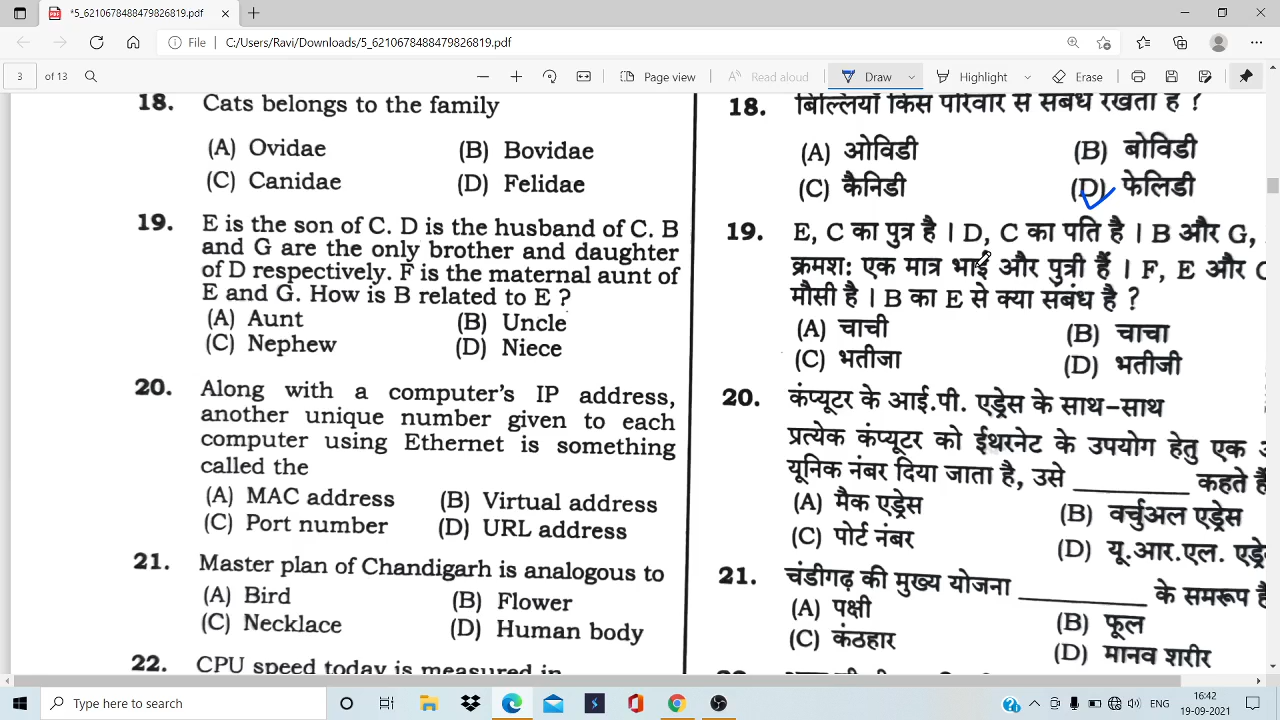 *5_6210678488479826819.pdf
File C:/Users/Ravi/Downloads/5_6210678488479826819.pdf
3 of 13
Page view Read aloud Draw Highlight Erase
18. Cats belongs to the family
(A) Ovidae (B) Bovidae
(C) Canidae (D) Felidae
19. E is the son of C. D is the husband of C. B
and G are the only brother and daughter
of D respectively. F is the maternal aunt of
E and G. How is B related to E ?
(A) Aunt (B) Uncle
(C) Nephew (D) Niece
20. Along with a computer's IP address,
another unique number given to each
computer using Ethernet is something
called the
(A) MAC address (B) Virtual address
(C) Port number (D) URL address
21. Master plan of Chandigarh is analogous to
(A) Bird (B) Flower
(C) Necklace (D) Human body
22. CPU speed today is measured in
18. बिल्लियाँ किस परिवार से संबंध रखता है ?
(A) ओविडी (B) बोविडी
(C) कैनिडी (D) फेलिडी
19. E, C का पुत्र है । D, C का पति है । B और G,
क्रमश: एक मात्र भाई और पुत्री हैं । F, E और
मौसी है । B का E से क्या संबंध है ?
(A) चाची (B) चाचा
(C) भतीजा (D) भतीजी
20. कंप्यूटर के आई.पी. एड्रेस के साथ-साथ
प्रत्येक कंप्यूटर को ईथरनेट के उपयोग हेतु एक
यूनिक नंबर दिया जाता है, उसे ________ कहते है
(A) मैक एड्रेस (B) वर्चुअल एड्रेस
(C) पोर्ट नंबर (D) यू.आर.एल. एड्रे
21. चंडीगढ़ की मुख्य योजना ________ के समरूप है
(A) पक्षी (B) फूल
(C) कंठहार (D) मानव शरीर
Type here to search
ENG 16:42
19-09-2021